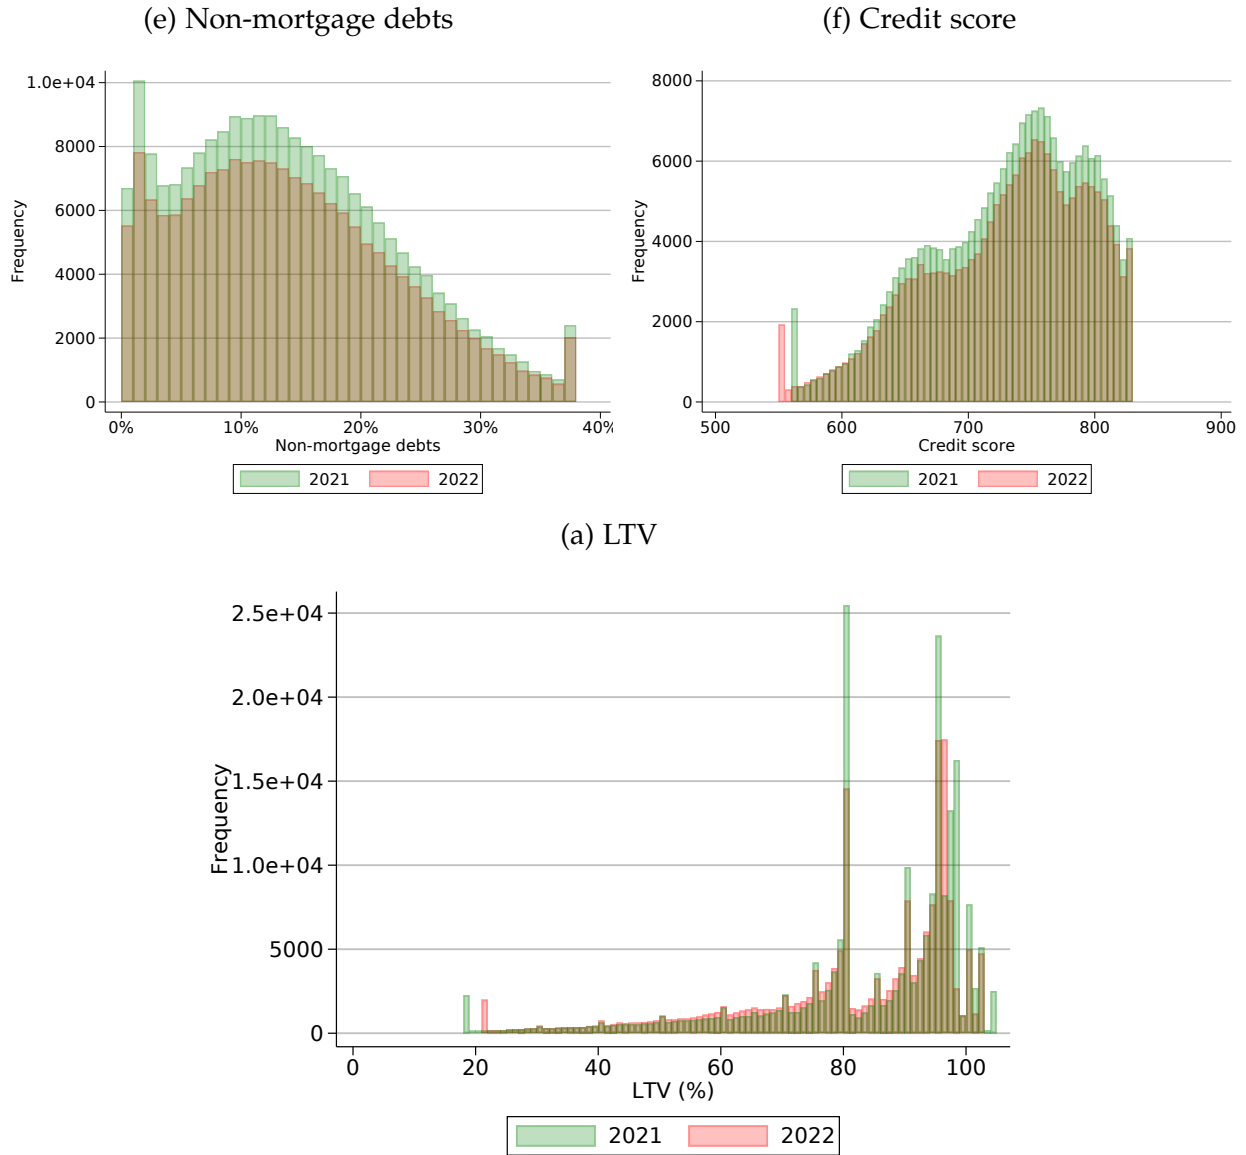 (e) Non-mortgage debts
1.0e+04
8000
6000
4000
2000
0
Frequency
0% 10% 20% 30% 40%
Non-mortgage debts
2021 2022
(f) Credit score
8000
6000
4000
2000
0
Frequency
500 600 700 800 900
Credit score
2021 2022
(a) LTV
2.5e+04
2.0e+04
1.5e+04
1.0e+04
5000
0
Frequency
0 20 40 60 80 100
LTV (%)
2021 2022